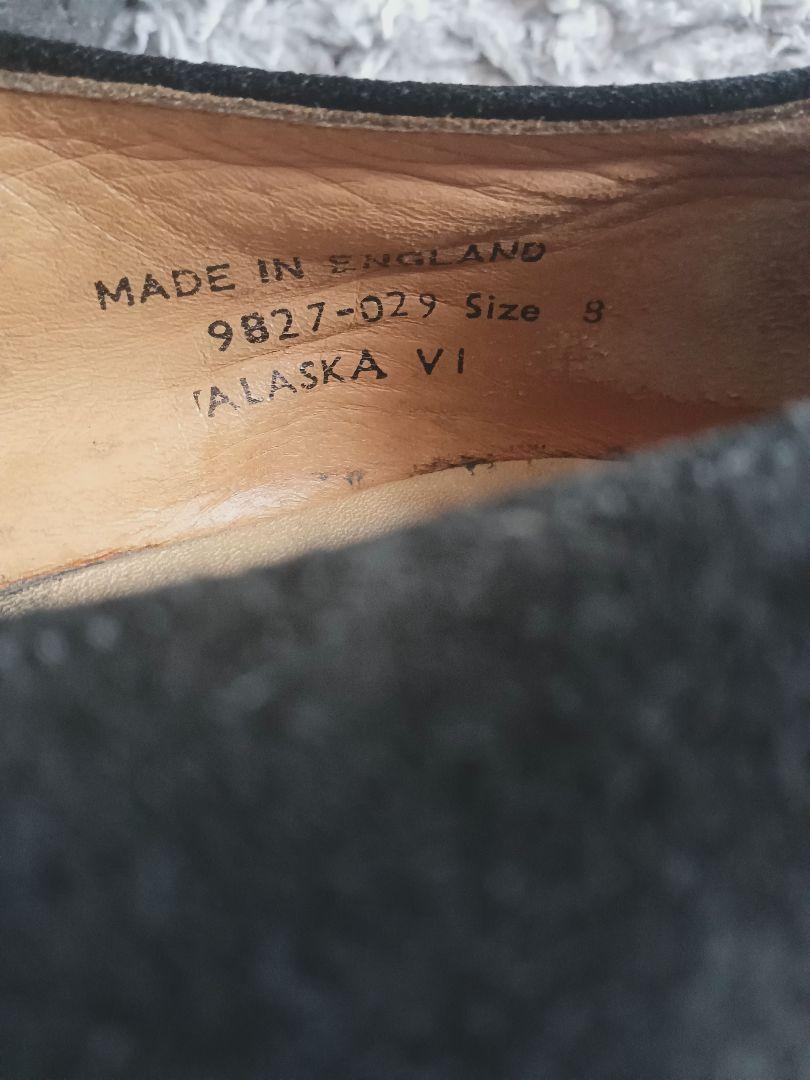 MADE IN ENGLAND
9827-029 Size 8
ALASKA VI